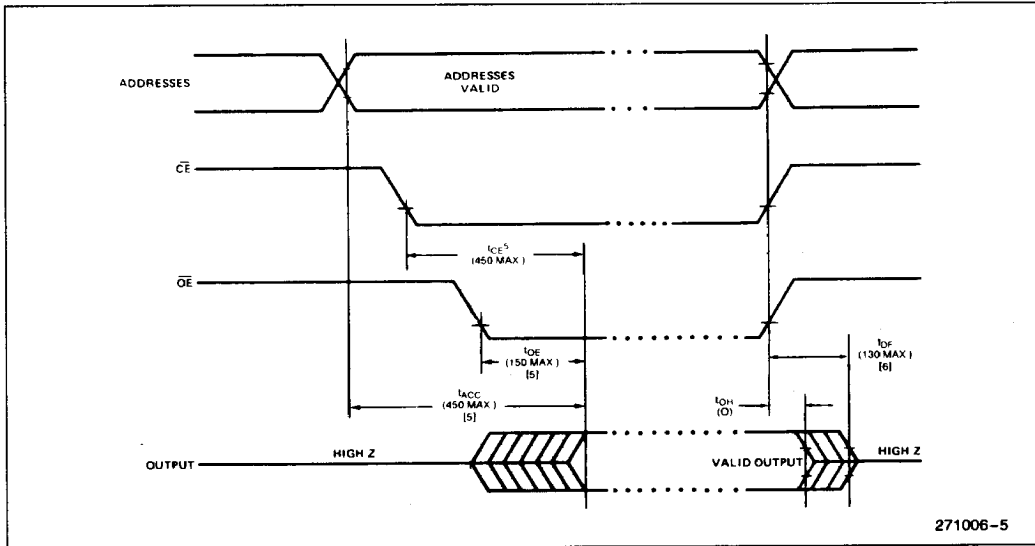 ADDRESSES
ADDRESSES
VALID
CE
tCE5
(450 MAX)
OE
tOE
(150 MAX)
[5]
tDF
(130 MAX)
[6]
tACC
(450 MAX)
[5]
tOH
(0)
OUTPUT
HIGH Z
VALID OUTPUT
HIGH Z
271006-5